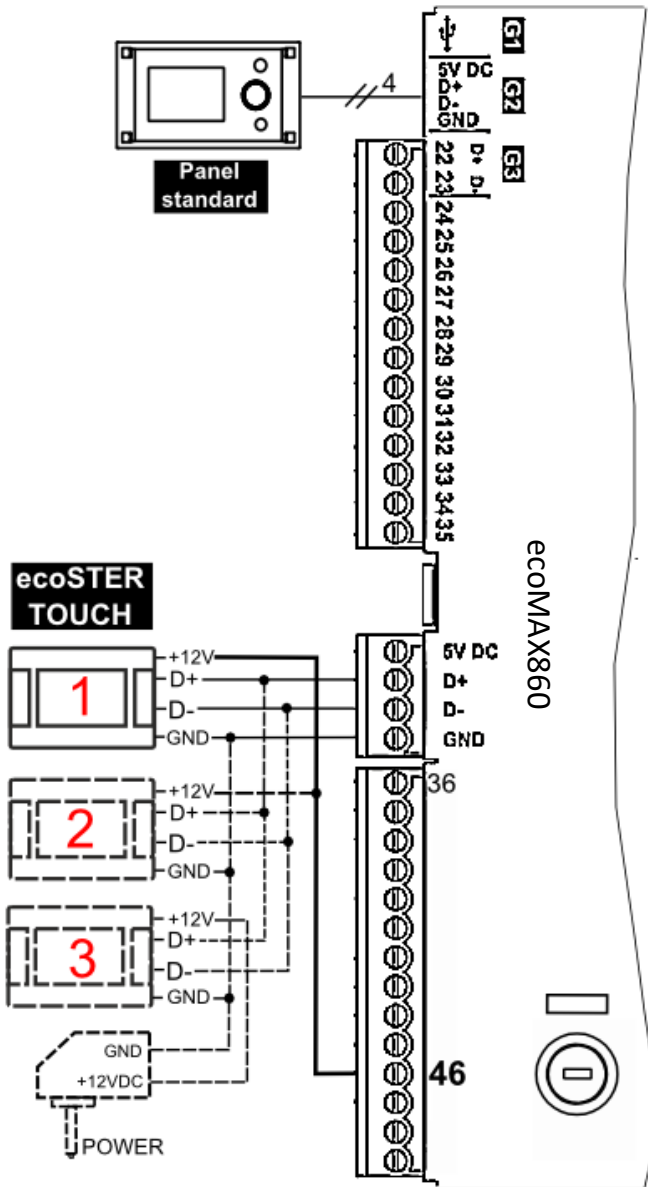 G1
5V DC
D+
D-
GND
G2
4
Panel
standard
22 D+
23 D-
G3
24
25
26
27
28
29
30
31
32
33
34
35
ecoMAX860
ecoSTER
TOUCH
1
+12V
D+
D-
GND
5V DC
D+
D-
GND
2
+12V
D+
D-
GND
36
3
+12V
D+
D-
GND
GND
+12VDC
POWER
46